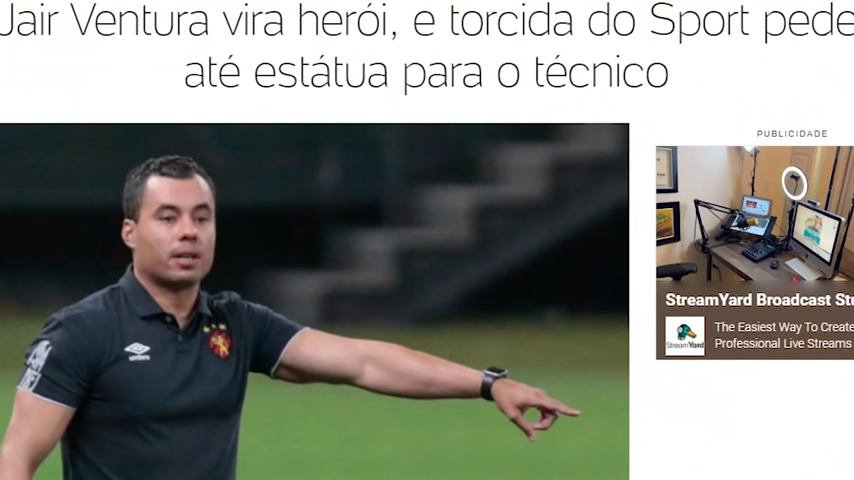 Jair Ventura vira herói, e torcida do Sport pede
até estátua para o técnico
PUBLICIDADE
StreamYard Broadcast Stu
The Easiest Way To Create
Professional Live Streams
StreamYard
umbro